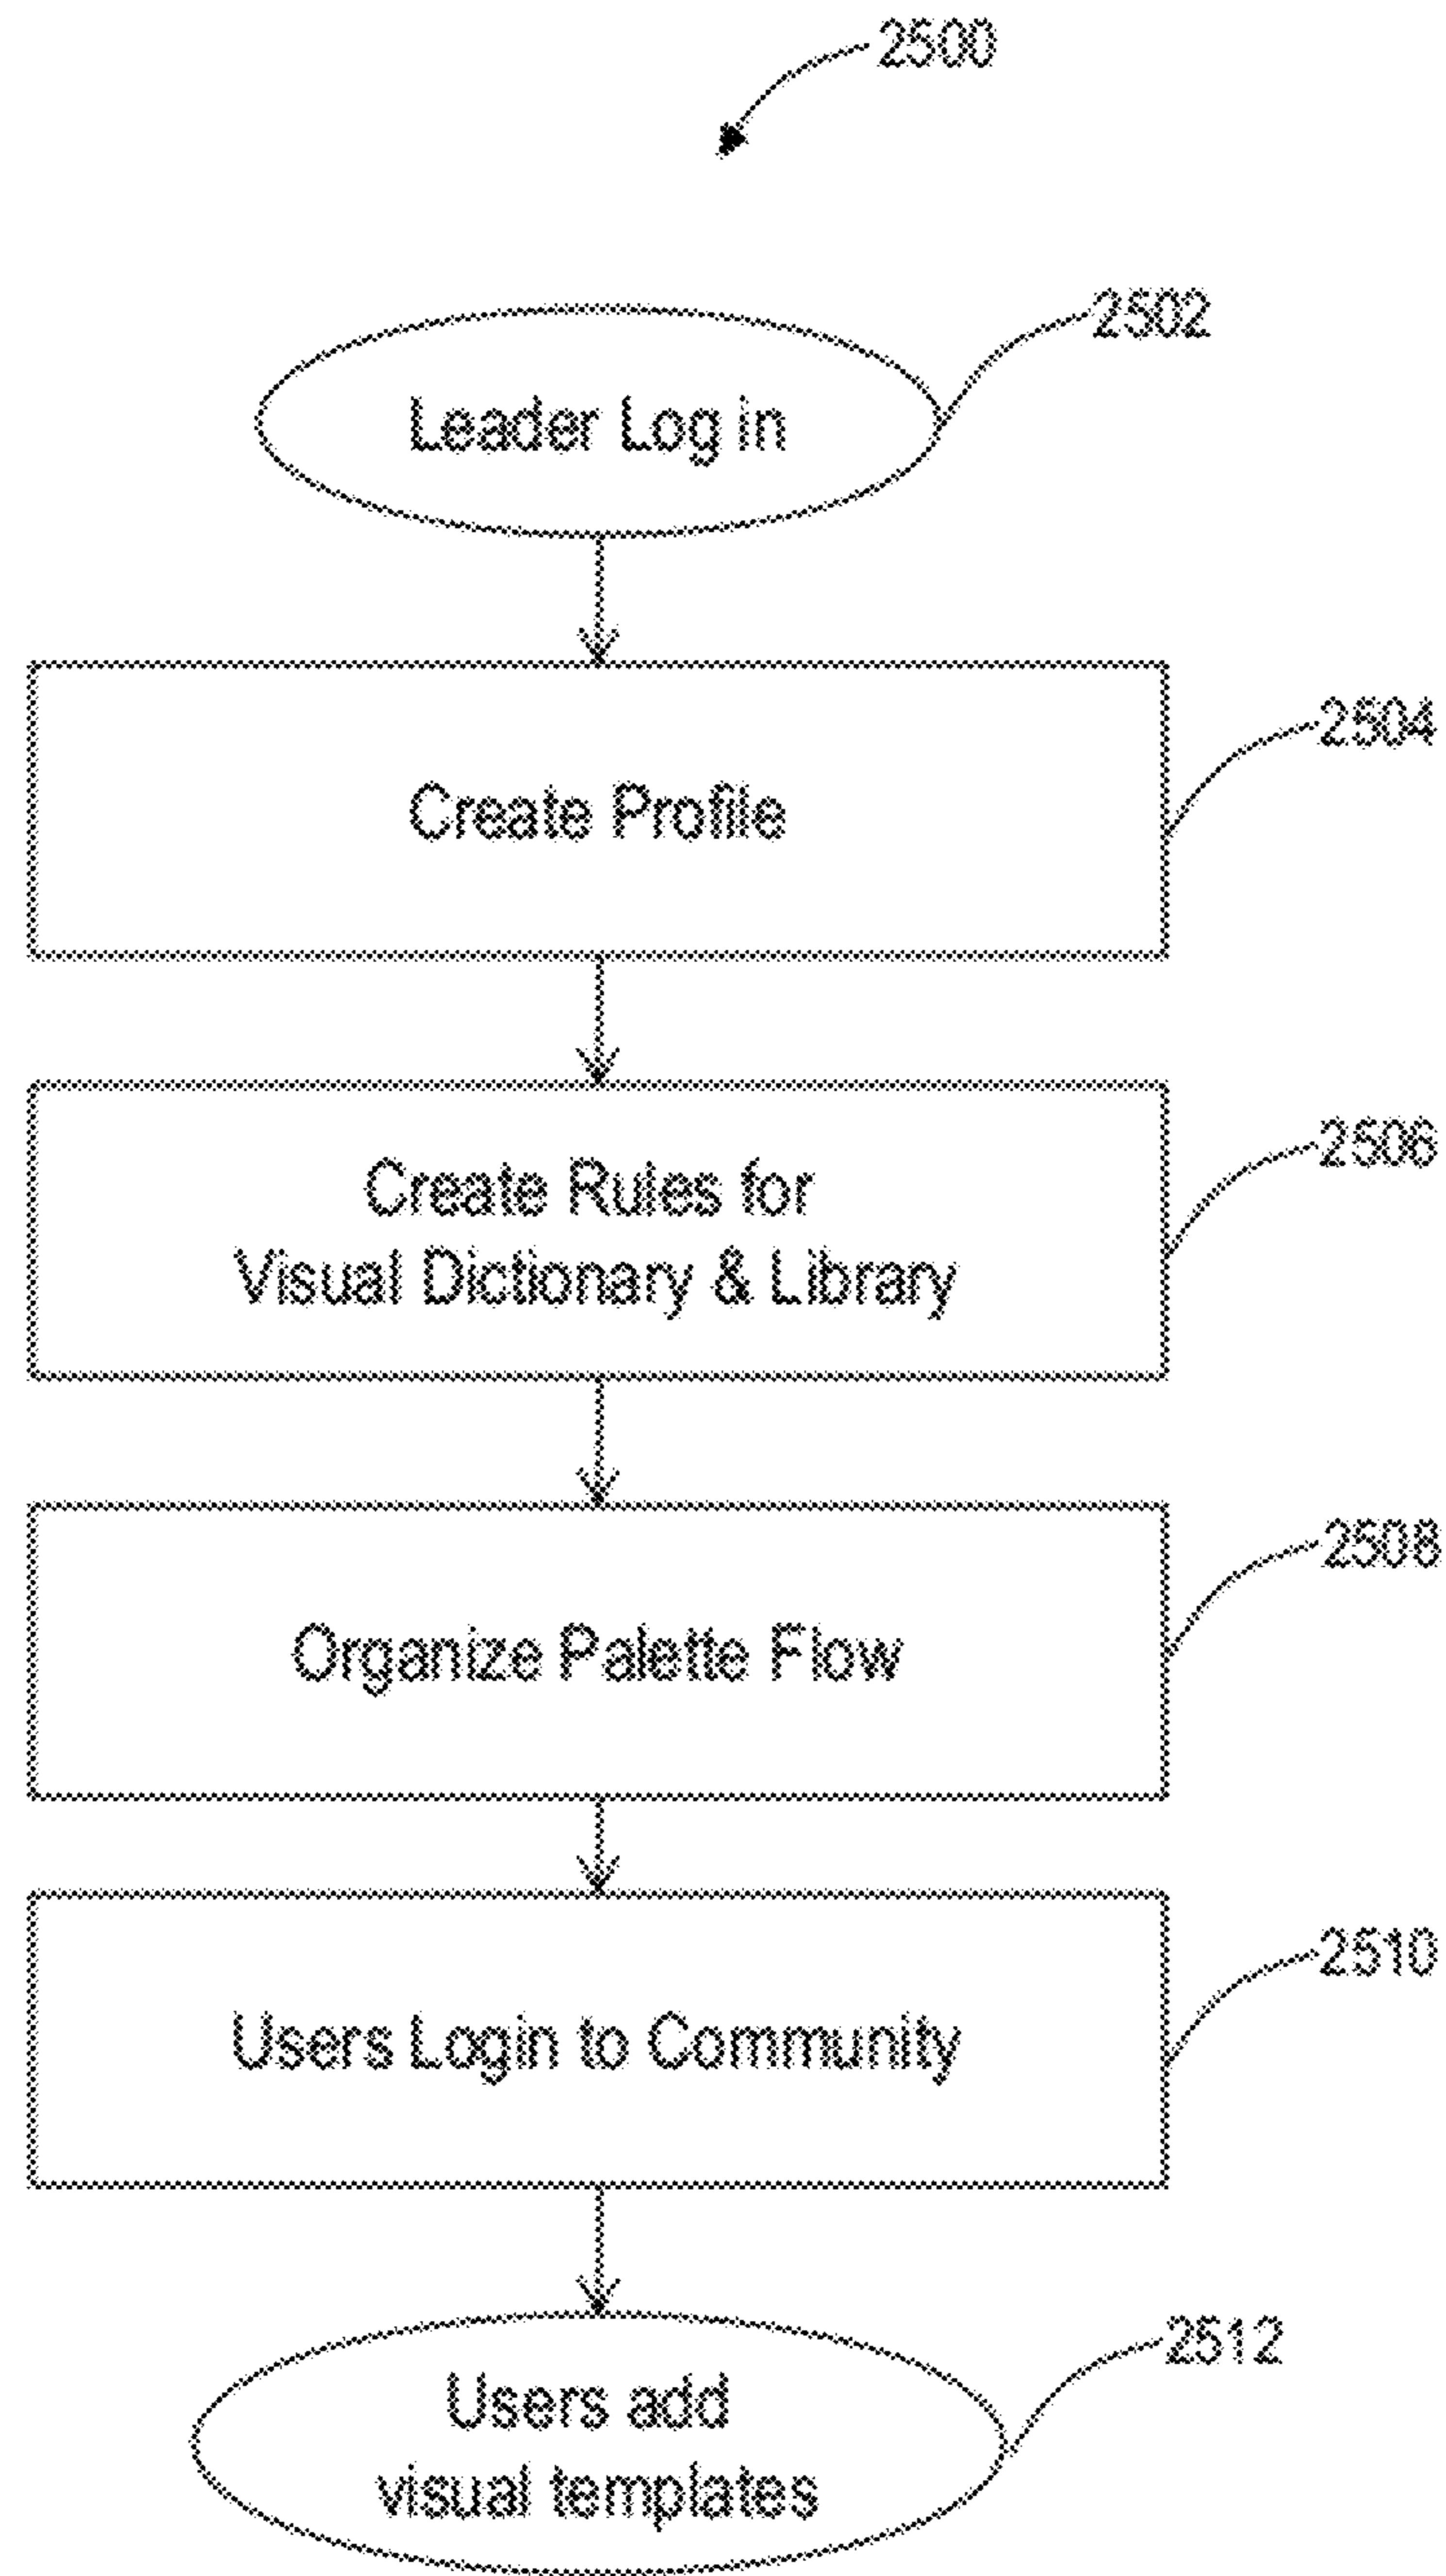 2500
2502
Leader Log in
2504
Create Profile
2506
Create Rules for
Visual Dictionary & Library
2508
Organize Palette Flow
2510
Users Login to Community
2512
Users add
visual templates